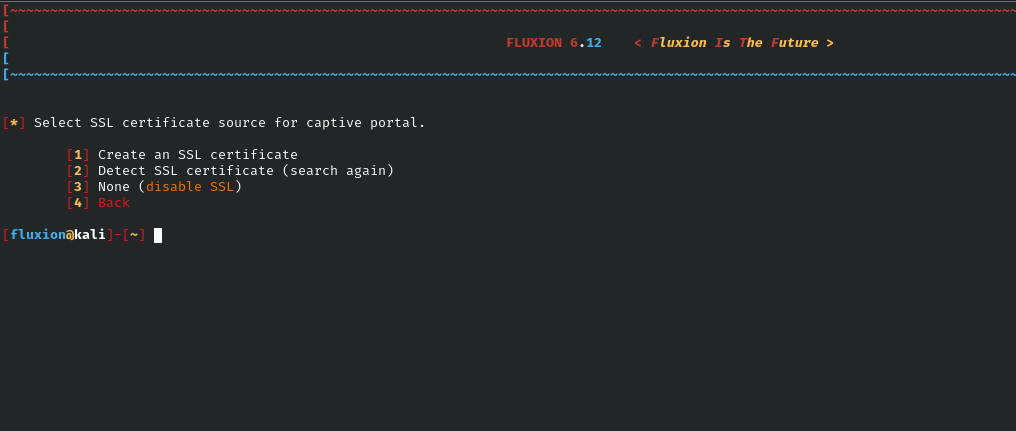 [~~~~~~~~~~~~~~~~~~~~~~~~~~~~~~~~~~~~~~~~~~~~~~~~~~~~~~~~~~~~~~~~~~~~~~~~~~~~~~~~~~~~~~~~~~~~~~~~~~~~~~~~~~~~~~~~~~~~~~~~~~~~~~
[
[ FLUXION 6.12 < Fluxion Is The Future >
[
[~~~~~~~~~~~~~~~~~~~~~~~~~~~~~~~~~~~~~~~~~~~~~~~~~~~~~~~~~~~~~~~~~~~~~~~~~~~~~~~~~~~~~~~~~~~~~~~~~~~~~~~~~~~~~~~~~~~~~~~~~~~~~~
[*] Select SSL certificate source for captive portal.
[1] Create an SSL certificate
[2] Detect SSL certificate (search again)
[3] None (disable SSL)
[4] Back
[fluxion@kali]-[~]